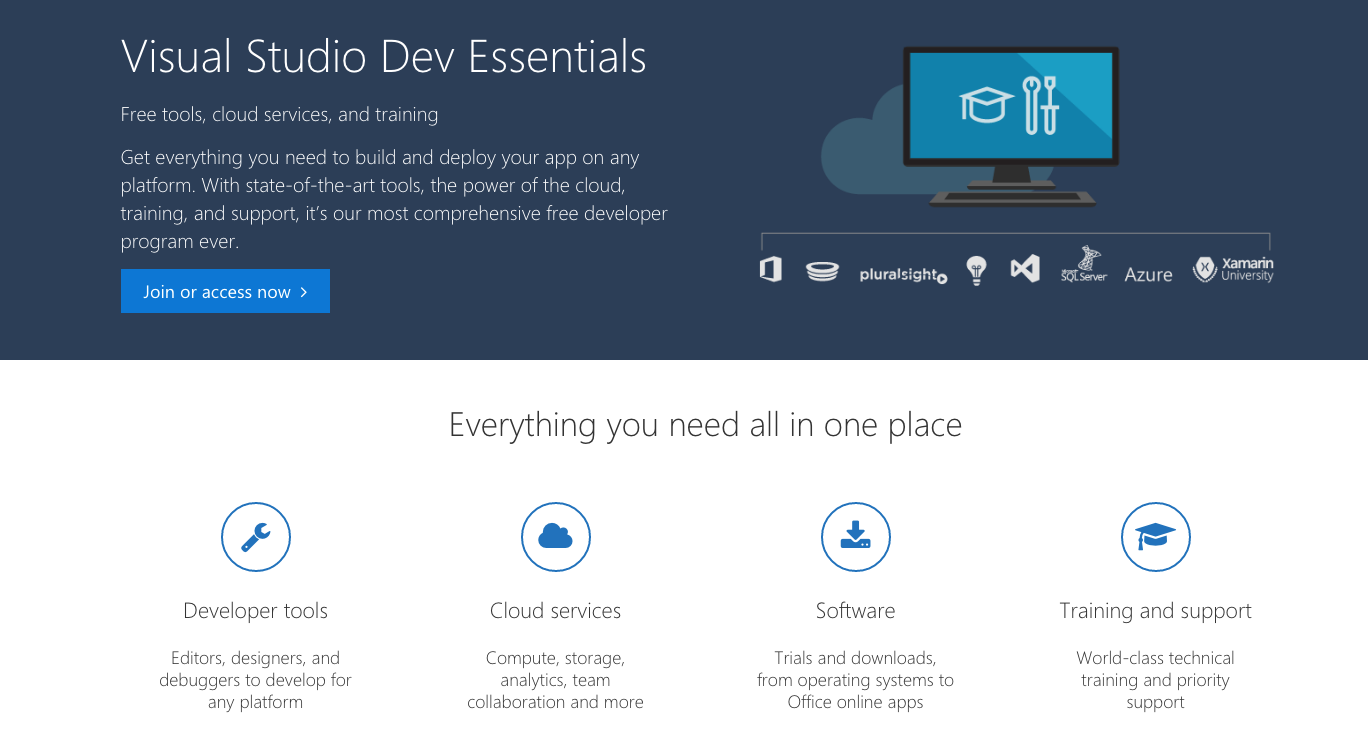 Visual Studio Dev Essentials
Free tools, cloud services, and training
Get everything you need to build and deploy your app on any
platform. With state-of-the-art tools, the power of the cloud,
training, and support, it's our most comprehensive free developer
program ever.
Join or access now
pluralsight
SQL Server
Azure
Xamarin
University
Everything you need all in one place
Developer tools
Editors, designers, and
debuggers to develop for
any platform
Cloud services
Compute, storage,
analytics, team
collaboration and more
Software
Trials and downloads,
from operating systems to
Office online apps
Training and support
World-class technical
training and priority
support